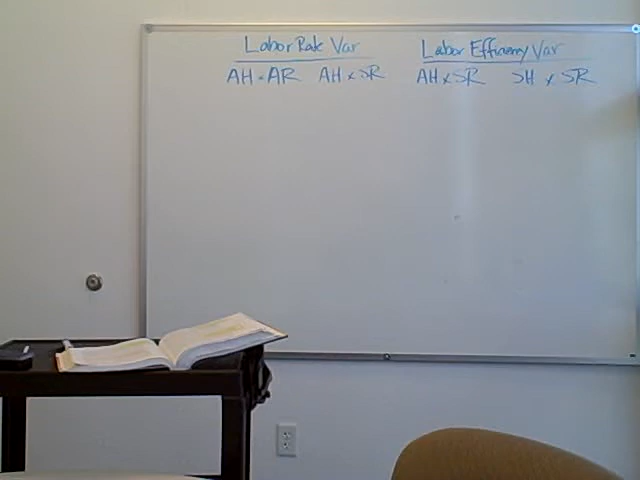 Labor Rate Var
Labor Efficiency Var
AH × AR AH × SR
AH × SR SH × SR